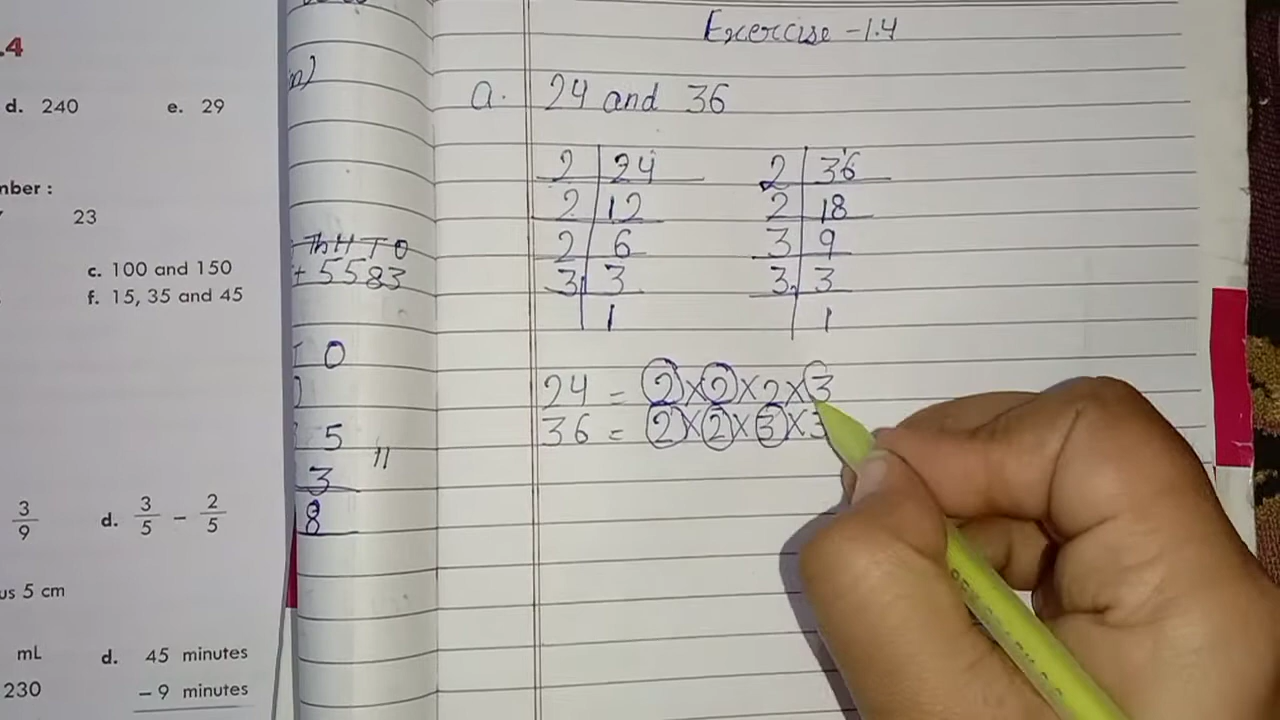 .4
d. 240 e. 29
mber :
23
c. 100 and 150
f. 15, 35 and 45
3/9 d. 3/5 - 2/5
us 5 cm
mL d. 45 minutes
230 - 9 minutes
Th H T O
+ 5583
O
5
3
8
Exercise - 1.4
a. 24 and 36
2 24 2 36
2 12 2 18
2 6 3 9
3 3 3 3
1 1
24 = 2 × 2 × 2 × 3
36 = 2 × 2 × 3 × 3